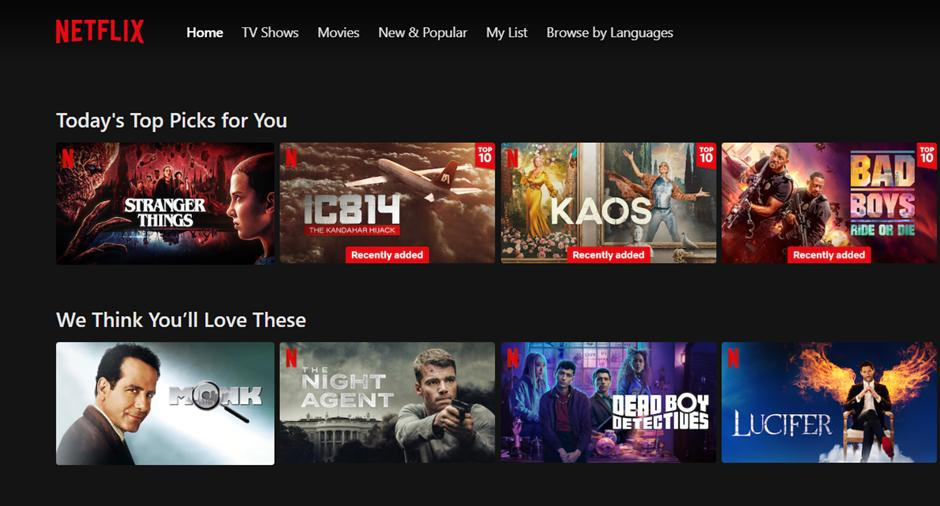 NETFLIX
Home TV Shows Movies New & Popular My List Browse by Languages
Today's Top Picks for You
N
STRANGER
THINGS
N
TOP
10
IC814
THE KANDAHAR HIJACK
Recently added
N
TOP
10
KAOS
Recently added
TOP
10
BAD
BOYS
RIDE OR DIE
Recently added
We Think You’ll Love These
MONK
N
THE
NIGHT
AGENT
N
DEAD BOY
DETECTIVES
N
LUCIFER